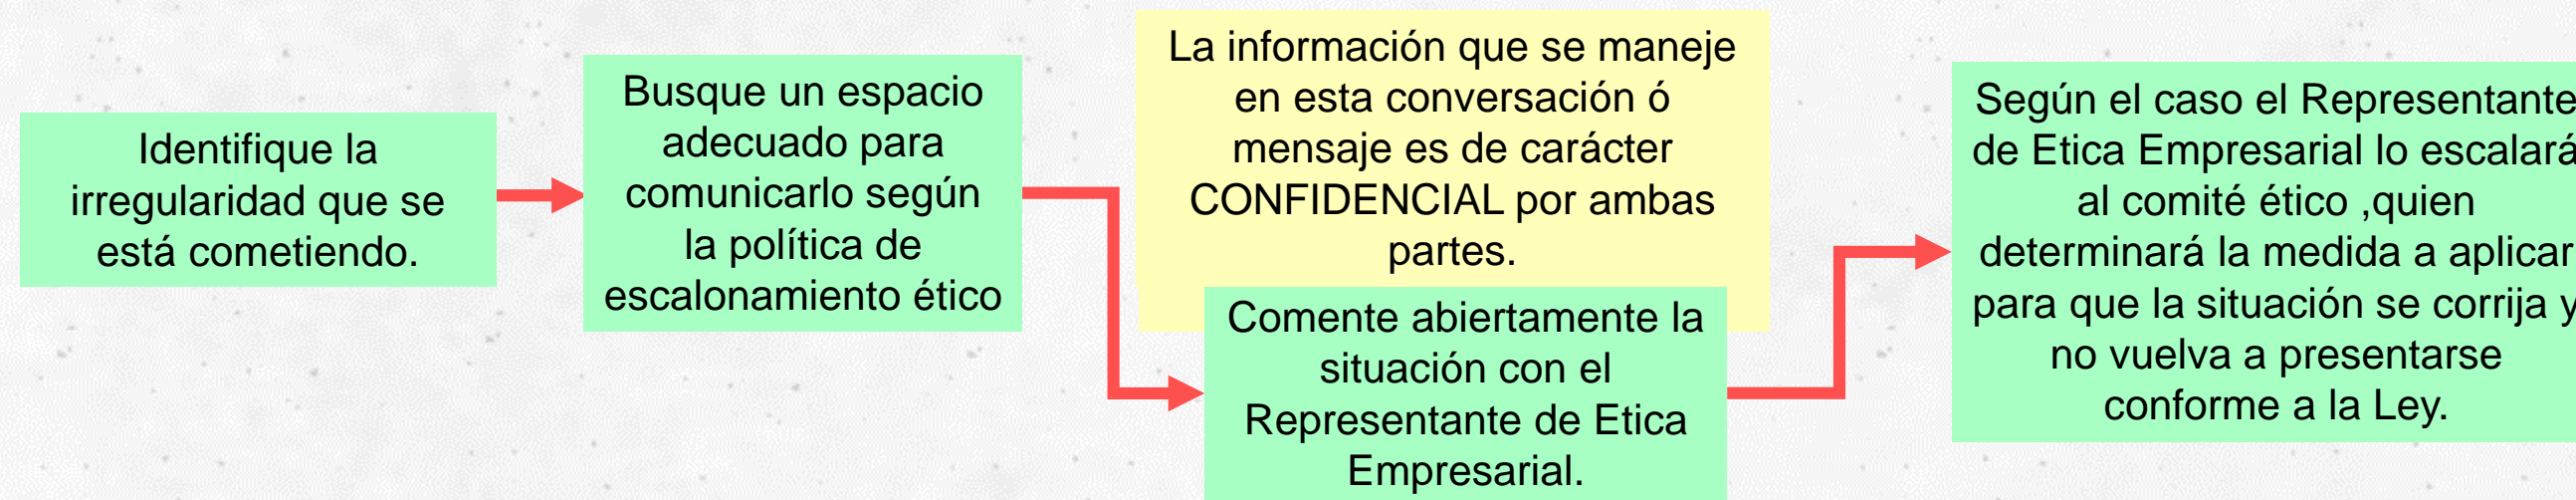 Identifique la
irregularidad que se
está cometiendo.
Busque un espacio
adecuado para
comunicarlo según
la política de
escalonamiento ético
La información que se maneje
en esta conversación ó
mensaje es de carácter
CONFIDENCIAL por ambas
partes.
Comente abiertamente la
situación con el
Representante de Etica
Empresarial.
Según el caso el Representante
de Etica Empresarial lo escalará
al comité ético ,quien
determinará la medida a aplicar
para que la situación se corrija y
no vuelva a presentarse
conforme a la Ley.